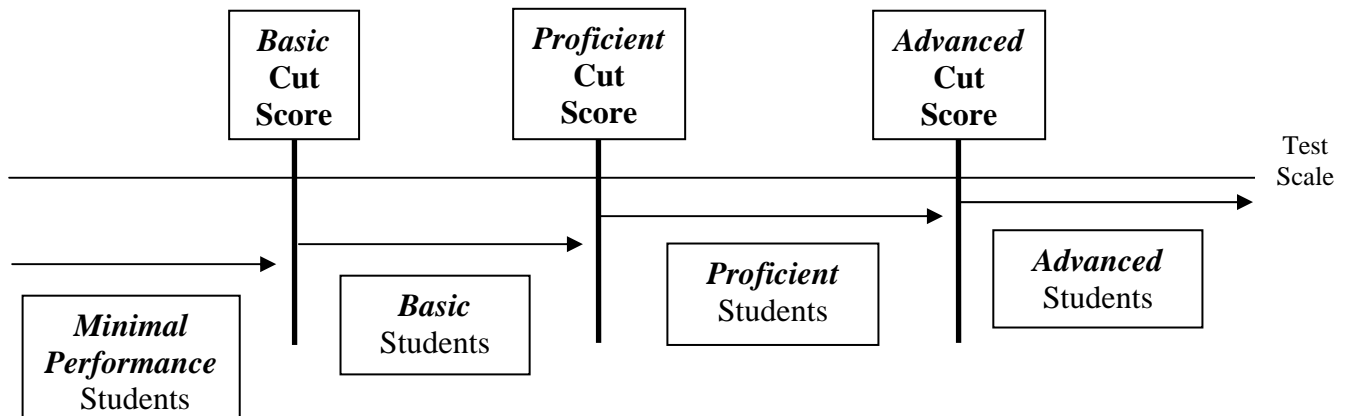 Basic
Cut
Score
Proficient
Cut
Score
Advanced
Cut
Score
Test
Scale
Minimal
Performance
Students
Basic
Students
Proficient
Students
Advanced
Students